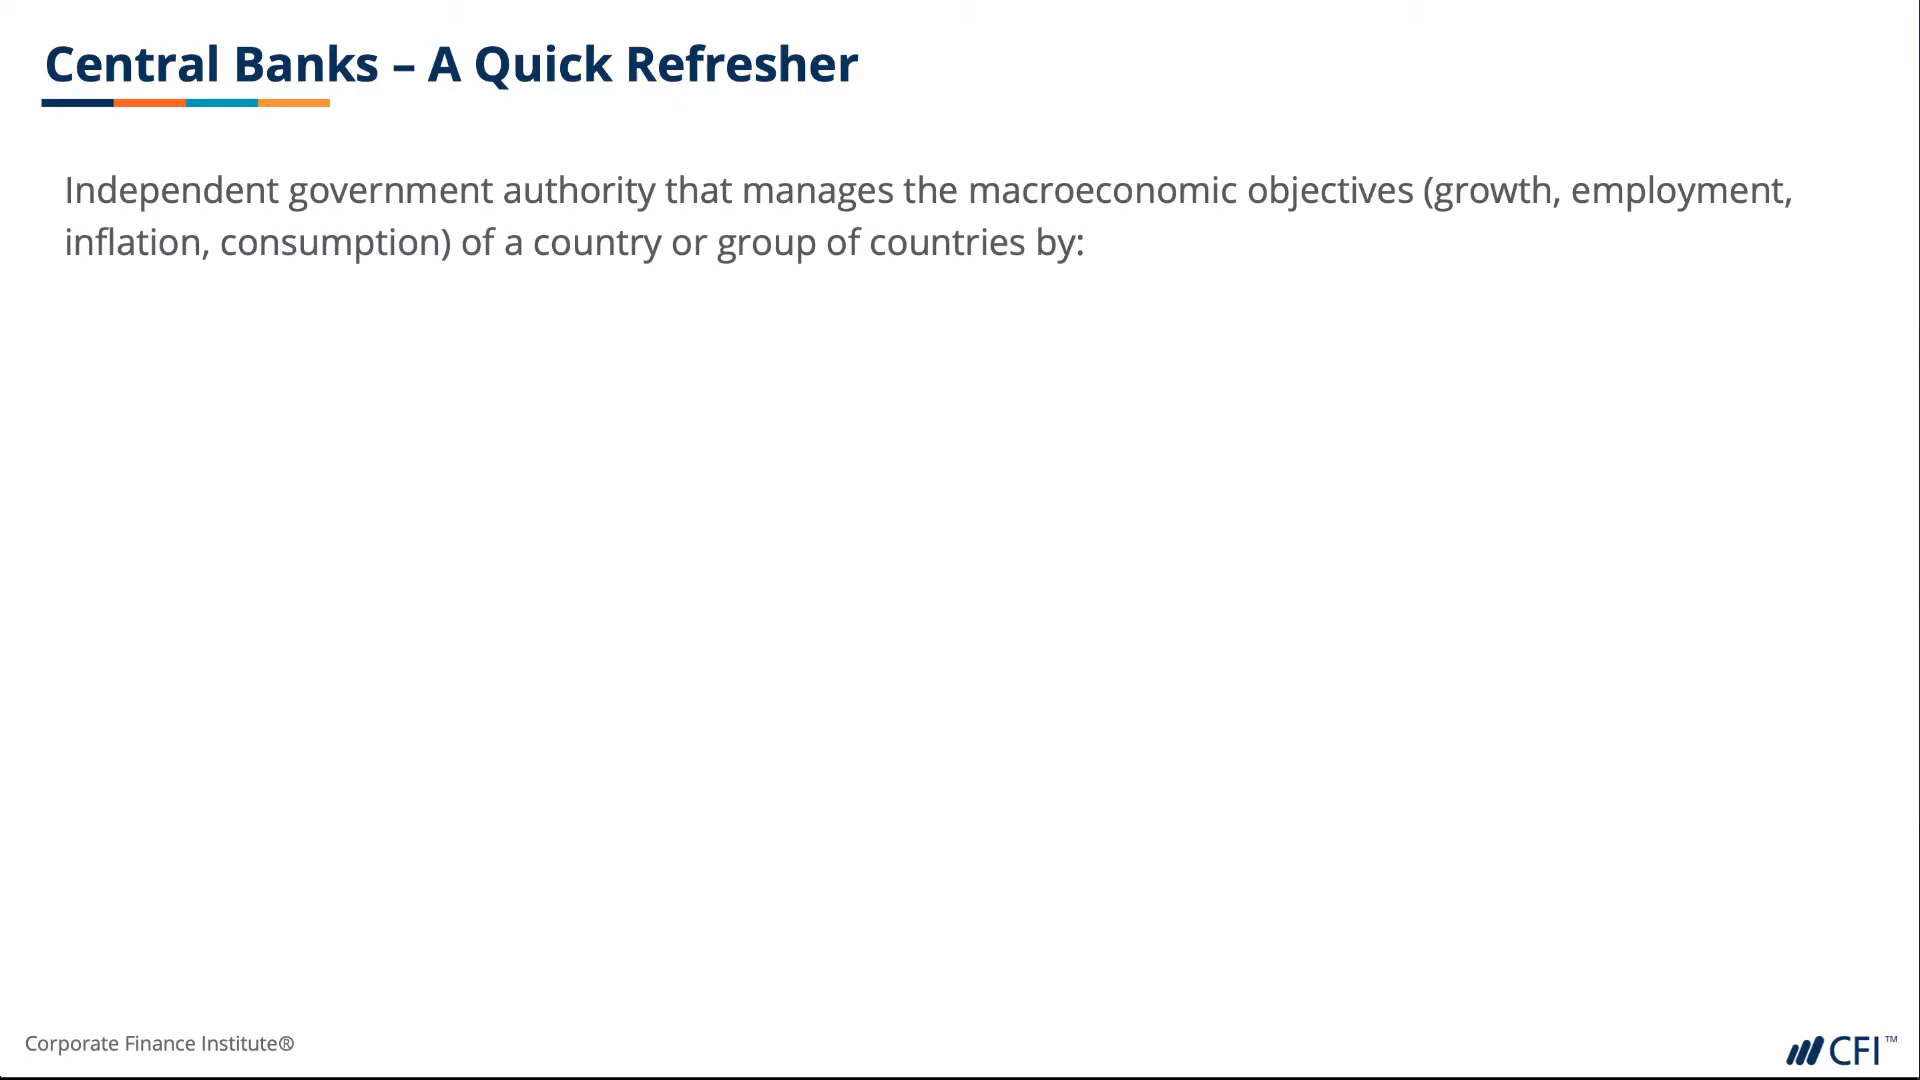 Central Banks – A Quick Refresher
Independent government authority that manages the macroeconomic objectives (growth, employment,
inflation, consumption) of a country or group of countries by:
Corporate Finance Institute®
CFI™